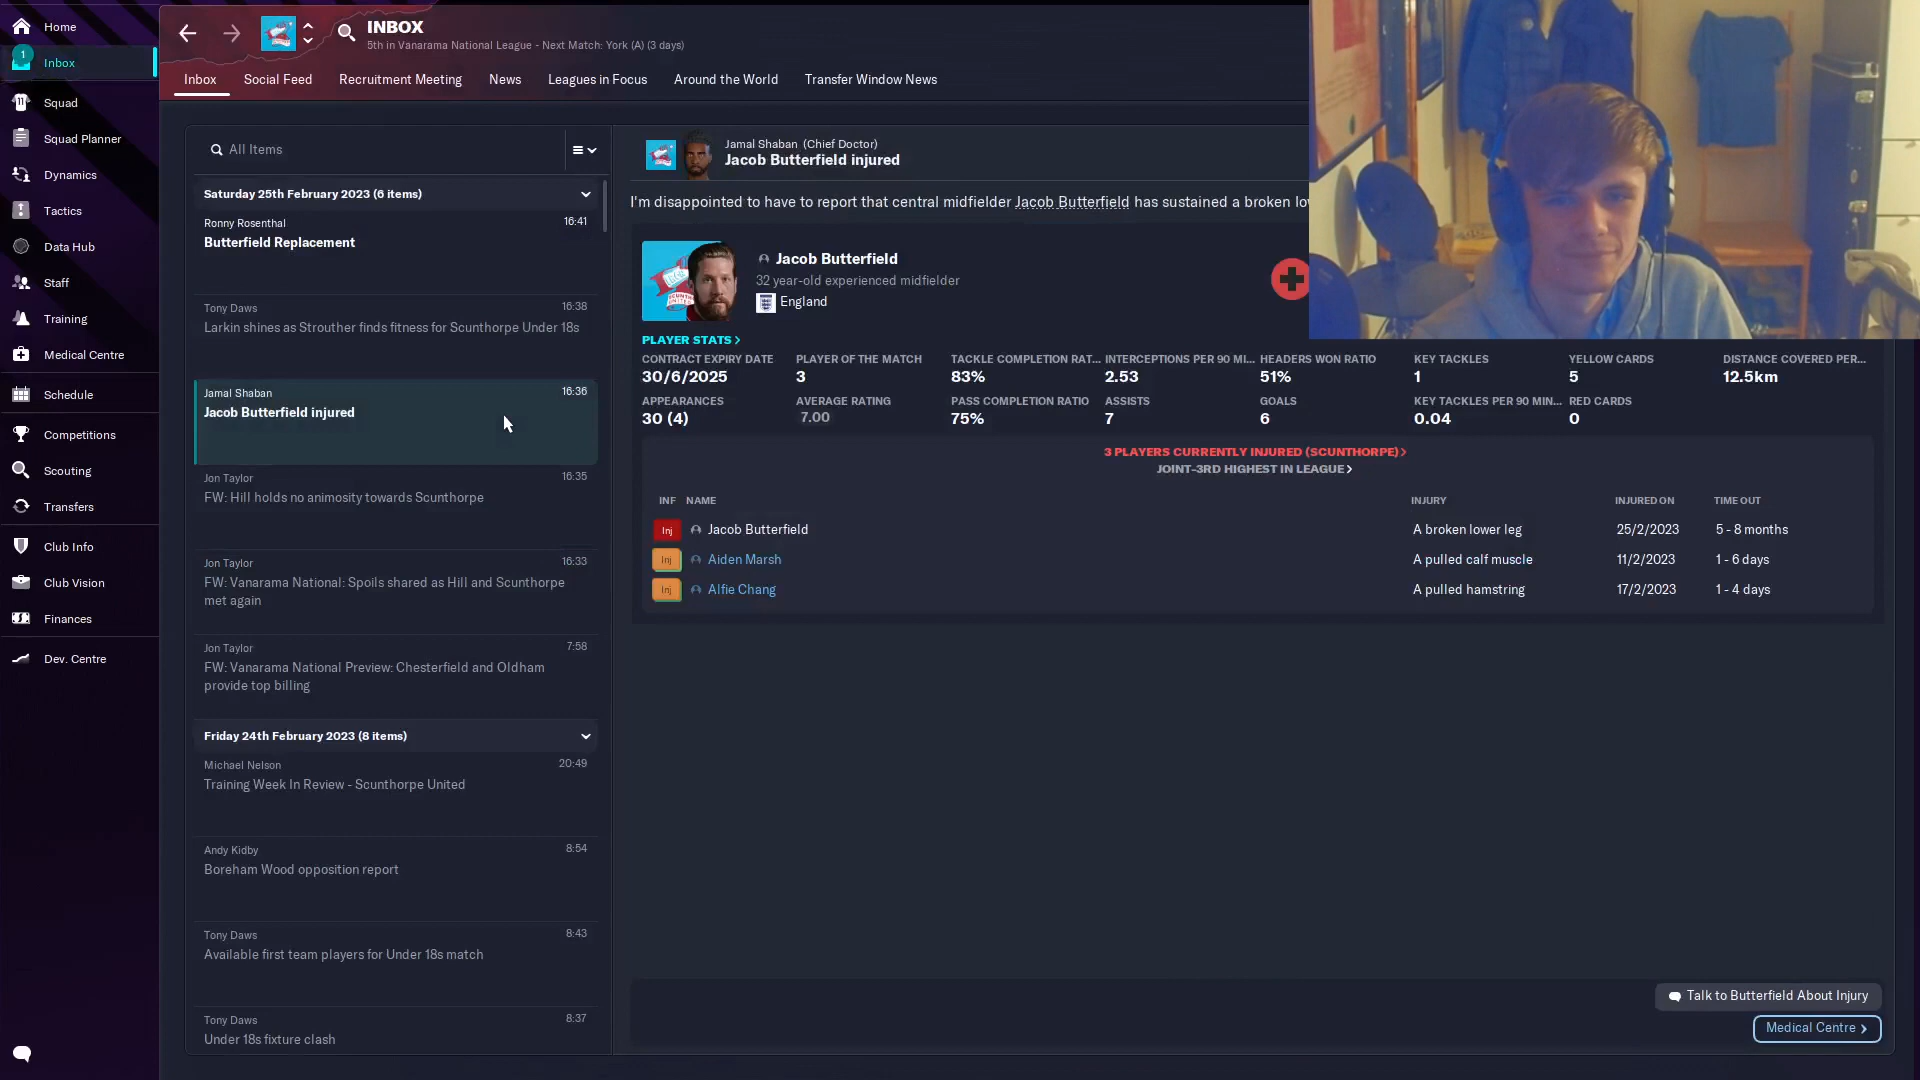 Home
1
Inbox
Squad
Squad Planner
Dynamics
Tactics
Data Hub
Staff
Training
Medical Centre
Schedule
Competitions
Scouting
Transfers
Club Info
Club Vision
Finances
Dev. Centre
INBOX
5th in Vanarama National League - Next Match: York (A) (3 days)
Inbox Social Feed Recruitment Meeting News Leagues in Focus Around the World Transfer Window News
All Items
Saturday 25th February 2023 (6 items)
Ronny Rosenthal 16:41
Butterfield Replacement
Tony Daws 16:38
Larkin shines as Strouther finds fitness for Scunthorpe Under 18s
Jamal Shaban 16:36
Jacob Butterfield injured
Jon Taylor 16:35
FW: Hill holds no animosity towards Scunthorpe
Jon Taylor 16:33
FW: Vanarama National: Spoils shared as Hill and Scunthorpe
met again
Jon Taylor 7:58
FW: Vanarama National Preview: Chesterfield and Oldham
provide top billing
Friday 24th February 2023 (8 items)
Michael Nelson 20:49
Training Week In Review - Scunthorpe United
Andy Kidby 8:54
Boreham Wood opposition report
Tony Daws 8:43
Available first team players for Under 18s match
Tony Daws 8:37
Under 18s fixture clash
Jamal Shaban (Chief Doctor)
Jacob Butterfield injured
I'm disappointed to have to report that central midfielder Jacob Butterfield has sustained a broken lo
Jacob Butterfield
32 year-old experienced midfielder
England
PLAYER STATS
CONTRACT EXPIRY DATE PLAYER OF THE MATCH TACKLE COMPLETION RAT... INTERCEPTIONS PER 90 MI... HEADERS WON RATIO KEY TACKLES YELLOW CARDS DISTANCE COVERED PER...
30/6/2025 3 83% 2.53 51% 1 5 12.5km
APPEARANCES AVERAGE RATING PASS COMPLETION RATIO ASSISTS GOALS KEY TACKLES PER 90 MIN... RED CARDS
30 (4) 7.00 75% 7 6 0.04 0
3 PLAYERS CURRENTLY INJURED (SCUNTHORPE)
JOINT-3RD HIGHEST IN LEAGUE
INF NAME INJURY INJURED ON TIME OUT
Inj Jacob Butterfield A broken lower leg 25/2/2023 5 - 8 months
Inj Aiden Marsh A pulled calf muscle 11/2/2023 1 - 6 days
Inj Alfie Chang A pulled hamstring 17/2/2023 1 - 4 days
Talk to Butterfield About Injury
Medical Centre